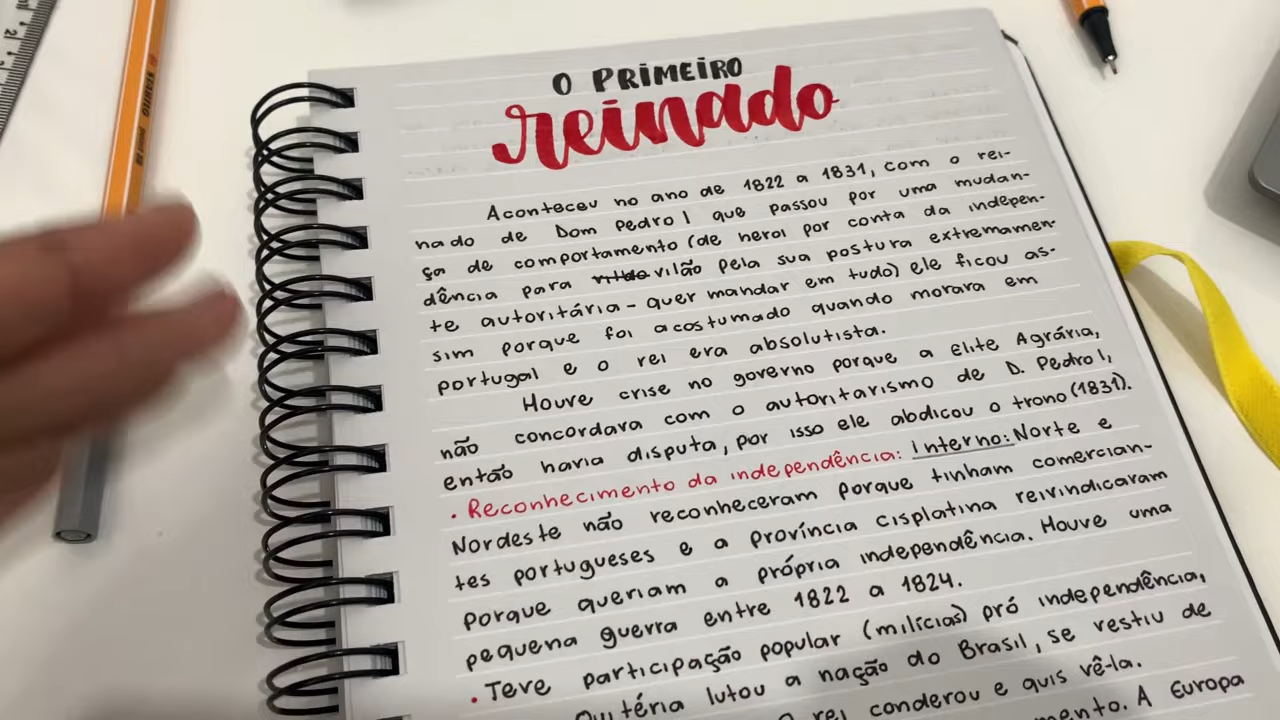 O PRIMEIRO
reinado
Aconteceu no ano de 1822 a 1831, com o rei-
nado de Dom Pedro I que passou por uma mudan-
ça de comportamento (de herói por conta da indepen-
dência para vilão pela sua postura extremamen-
te autoritária - quer mandar em tudo) ele ficou as-
sim porque foi acostumado quando morava em
portugal e o rei era absolutista.
Houve crise no governo porque a Elite Agrária,
não concordava com o autoritarismo de D. Pedro I,
então havia disputa, por isso ele abdicou o trono (1831).
• Reconhecimento da independência: Interno: Norte e
Nordeste não reconheceram porque tinham comercian-
tes portugueses e a província cisplatina reivindicaram
porque queriam a própria independência. Houve uma
pequena guerra entre 1822 a 1824.
• Teve participação popular (milícias) pró independência,
Quitéria lutou a nação do Brasil, se vestiu de
O rei conderou e quis vê-la.
mento. A Europa
STABILO